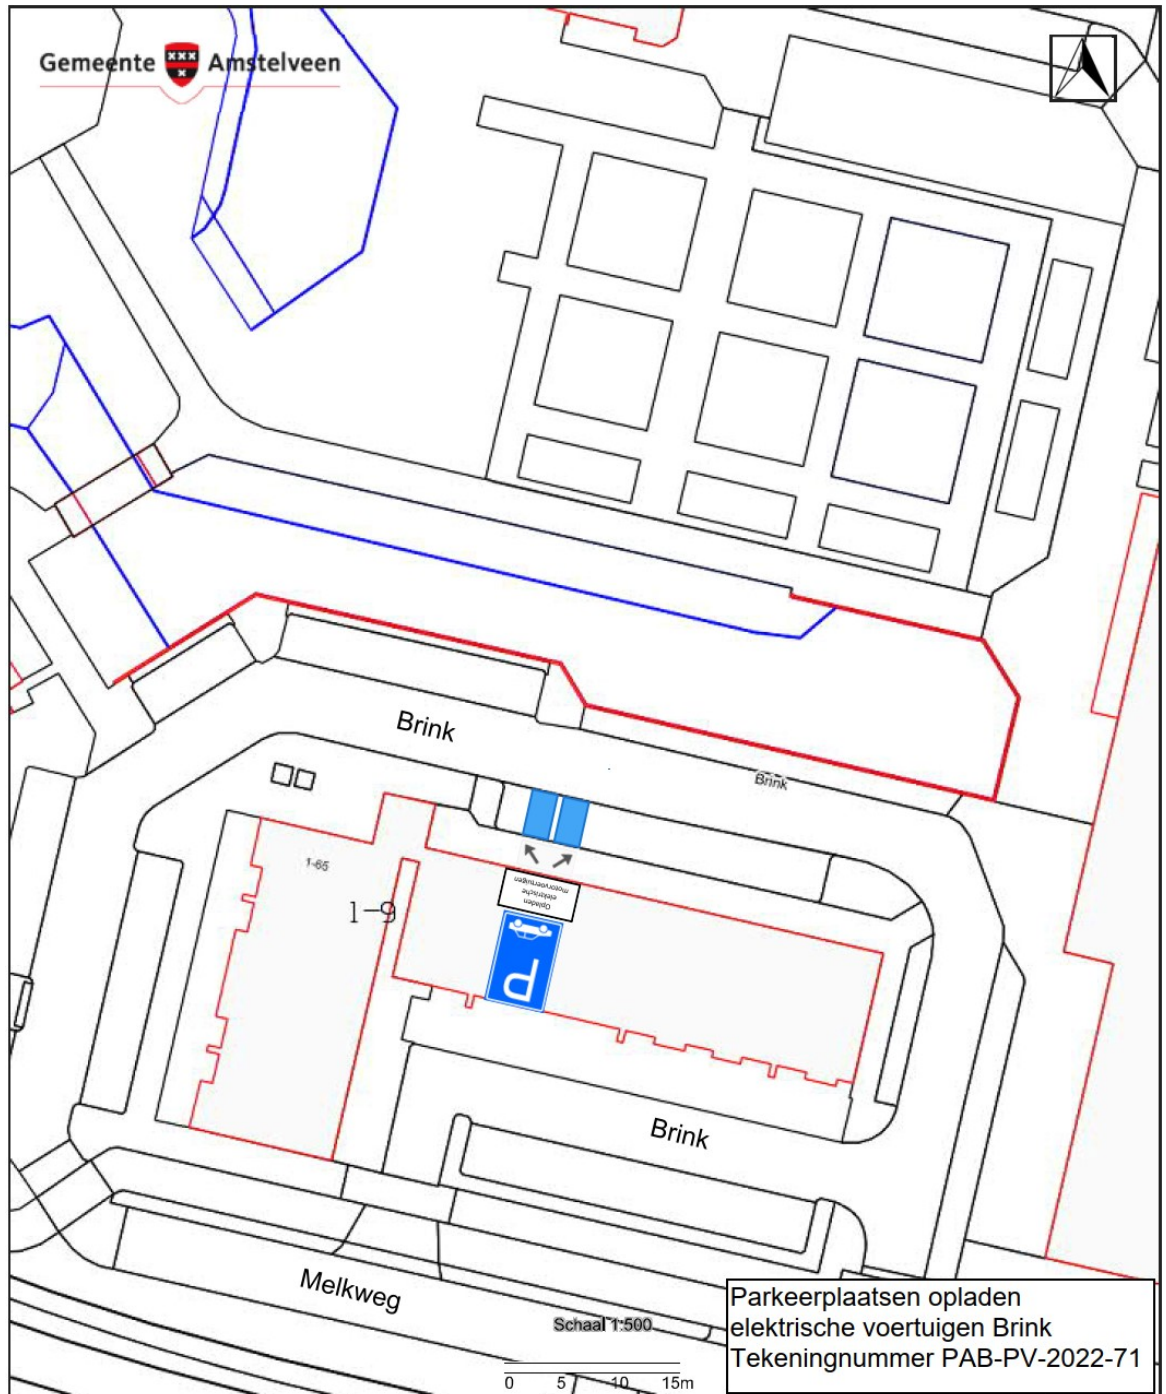 Gemeente Amstelveen
Brink
Brink
1-65
1-9
Opladen
elektrische
motorvoertuigen
P
Brink
Melkweg
Schaal 1:500
0 5 10 15m
Parkeerplaatsen opladen
elektrische voertuigen Brink
Tekeningnummer PAB-PV-2022-71